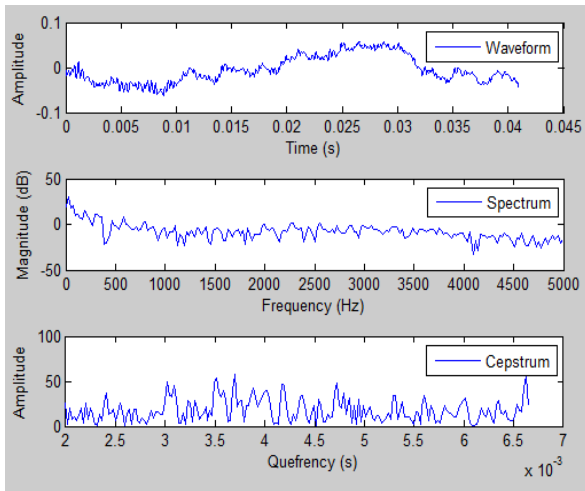 Amplitude
0.1
0
-0.1
Waveform
0 0.005 0.01 0.015 0.02 0.025 0.03 0.035 0.04 0.045
Time (s)
Magnitude (dB)
50
0
-50
Spectrum
0 500 1000 1500 2000 2500 3000 3500 4000 4500 5000
Frequency (Hz)
Amplitude
100
50
0
Cepstrum
2 2.5 3 3.5 4 4.5 5 5.5 6 6.5 7
Quefrency (s)
x 10⁻³